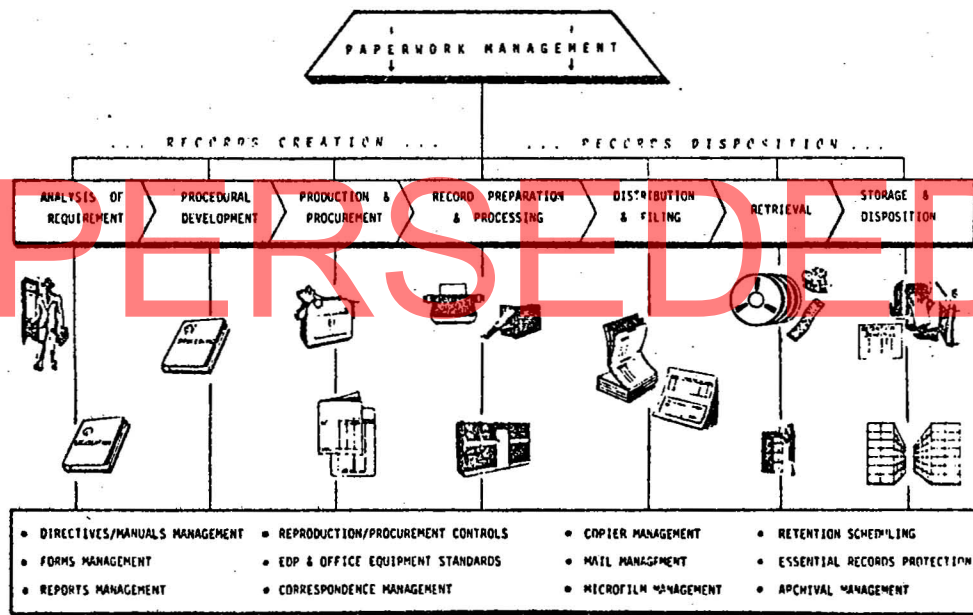 PAPERWORK MANAGEMENT
... RECORDS CREATION ...
... RECORDS DISPOSITION ...
ANALYSIS OF
REQUIREMENT
PROCEDURAL
DEVELOPMENT
PRODUCTION &
PROCUREMENT
RECORD PREPARATION
& PROCESSING
DISTRIBUTION
& FILING
RETRIEVAL
STORAGE &
DISPOSITION
PERSEDED
• DIRECTIVES/MANUALS MANAGEMENT
• FORMS MANAGEMENT
• REPORTS MANAGEMENT
• REPRODUCTION/PROCUREMENT CONTROLS
• EDP & OFFICE EQUIPMENT STANDARDS
• CORRESPONDENCE MANAGEMENT
• COPIER MANAGEMENT
• MAIL MANAGEMENT
• MICROFILM MANAGEMENT
• RETENTION SCHEDULING
• ESSENTIAL RECORDS PROTECTION
• ARCHIVAL MANAGEMENT